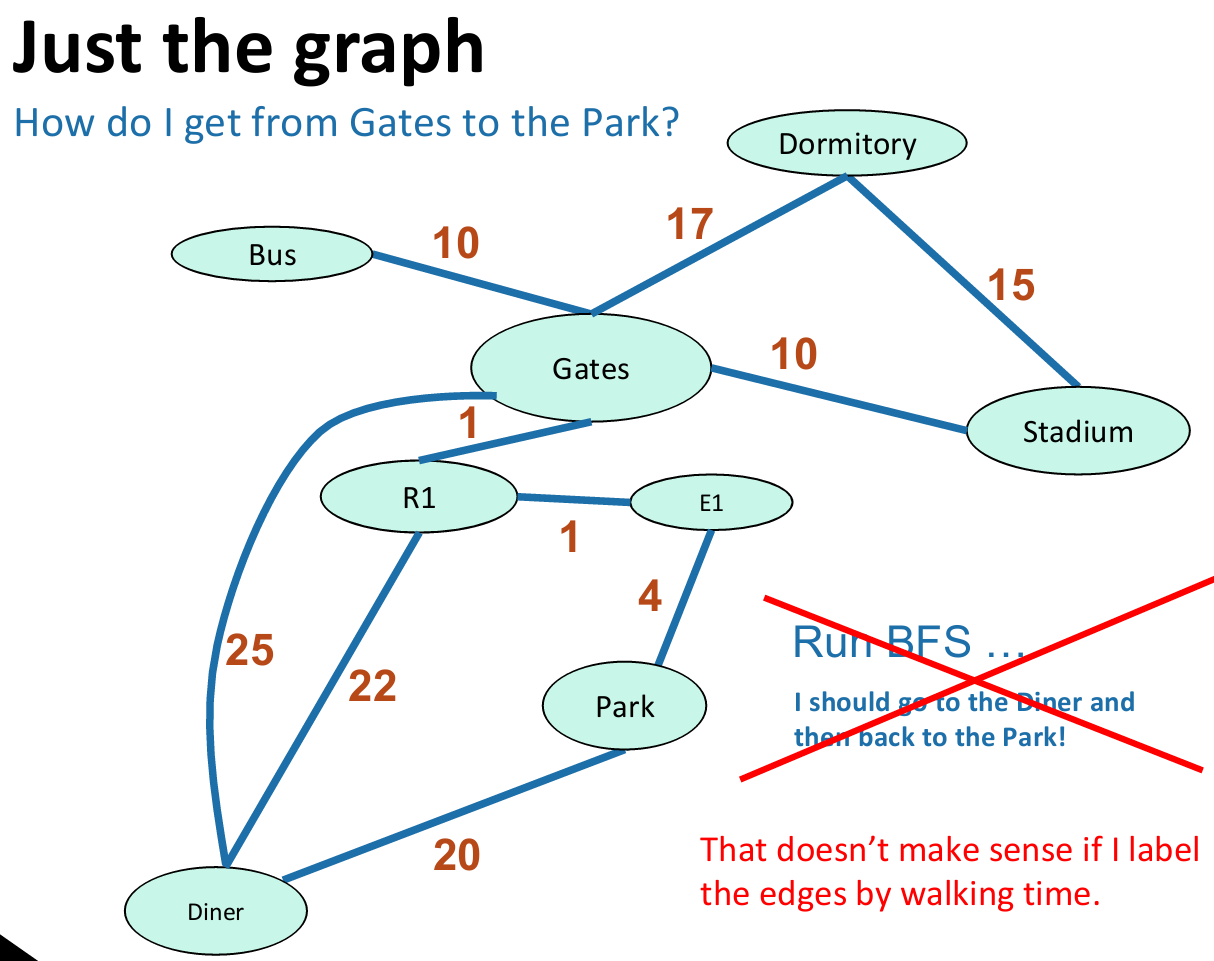 Just the graph
How do I get from Gates to the Park?
Dormitory
17
Bus
10
15
Gates
10
Stadium
1
R1
E1
1
4
25
22
Park
Run BFS …
I should go to the Diner and
then back to the Park!
20
That doesn’t make sense if I label
the edges by walking time.
Diner